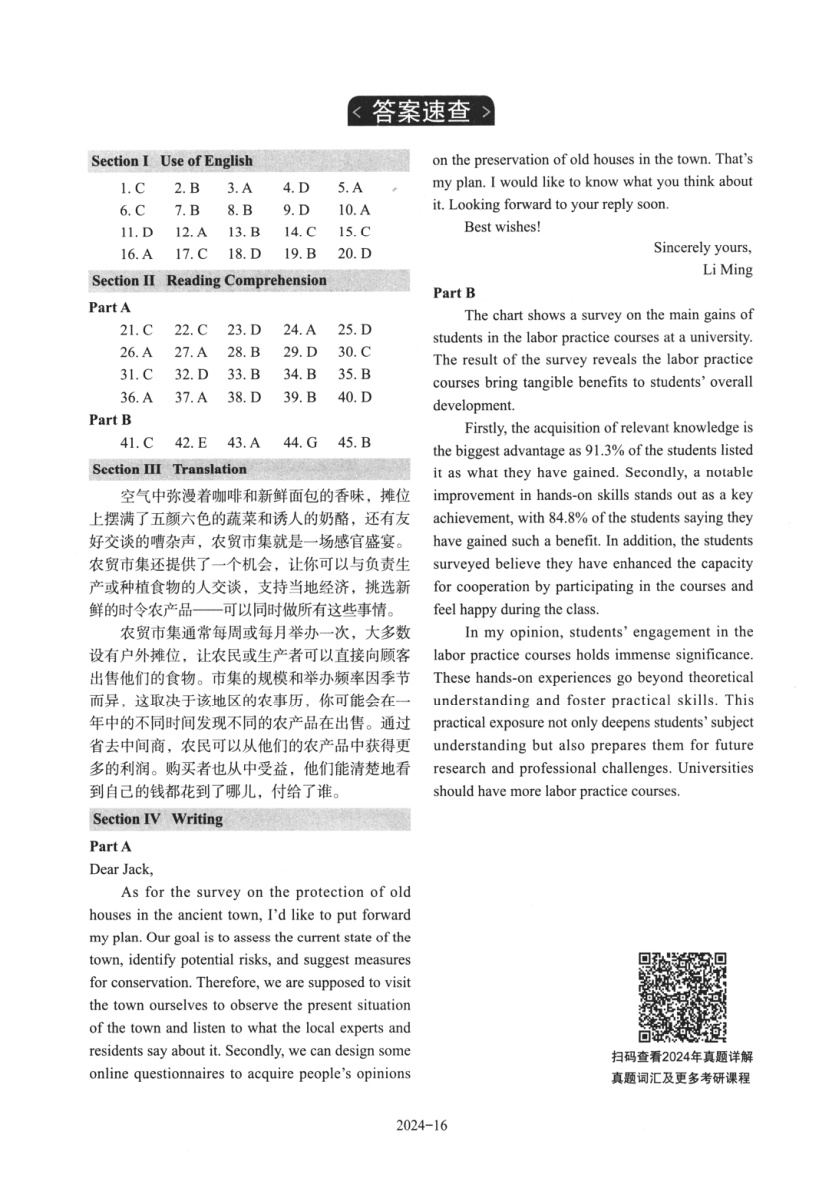 < 答案速查 >
Section I Use of English
1. C 2. B 3. A 4. D 5. A
6. C 7. B 8. B 9. D 10. A
11. D 12. A 13. B 14. C 15. C
16. A 17. C 18. D 19. B 20. D
Section II Reading Comprehension
Part A
21. C 22. C 23. D 24. A 25. D
26. A 27. A 28. B 29. D 30. C
31. C 32. D 33. B 34. B 35. B
36. A 37. A 38. D 39. B 40. D
Part B
41. C 42. E 43. A 44. G 45. B
Section III Translation
空气中弥漫着咖啡和新鲜面包的香味，摊位
上摆满了五颜六色的蔬菜和诱人的奶酪，还有友
好交谈的嘈杂声，农贸市集就是一场感官盛宴。
农贸市集还提供了一个机会，让你可以与负责生
产或种植食物的人交谈，支持当地经济，挑选新
鲜的时令农产品——可以同时做所有这些事情。
农贸市集通常每周或每月举办一次，大多数
设有户外摊位，让农民或生产者可以直接向顾客
出售他们的食物。市集的规模和举办频率因季节
而异，这取决于该地区的农事历，你可能会在一
年中的不同时间发现不同的农产品在出售。通过
省去中间商，农民可以从他们的农产品中获得更
多的利润。购买者也从中受益，他们能清楚地看
到自己的钱都花到了哪儿，付给了谁。
Section IV Writing
Part A
Dear Jack,
As for the survey on the protection of old
houses in the ancient town, I'd like to put forward
my plan. Our goal is to assess the current state of the
town, identify potential risks, and suggest measures
for conservation. Therefore, we are supposed to visit
the town ourselves to observe the present situation
of the town and listen to what the local experts and
residents say about it. Secondly, we can design some
online questionnaires to acquire people's opinions
on the preservation of old houses in the town. That's
my plan. I would like to know what you think about
it. Looking forward to your reply soon.
Best wishes!
Sincerely yours,
Li Ming
Part B
The chart shows a survey on the main gains of
students in the labor practice courses at a university.
The result of the survey reveals the labor practice
courses bring tangible benefits to students' overall
development.
Firstly, the acquisition of relevant knowledge is
the biggest advantage as 91.3% of the students listed
it as what they have gained. Secondly, a notable
improvement in hands-on skills stands out as a key
achievement, with 84.8% of the students saying they
have gained such a benefit. In addition, the students
surveyed believe they have enhanced the capacity
for cooperation by participating in the courses and
feel happy during the class.
In my opinion, students' engagement in the
labor practice courses holds immense significance.
These hands-on experiences go beyond theoretical
understanding and foster practical skills. This
practical exposure not only deepens students' subject
understanding but also prepares them for future
research and professional challenges. Universities
should have more labor practice courses.
扫码查看2024年真题详解
真题词汇及更多考研课程
2024-16